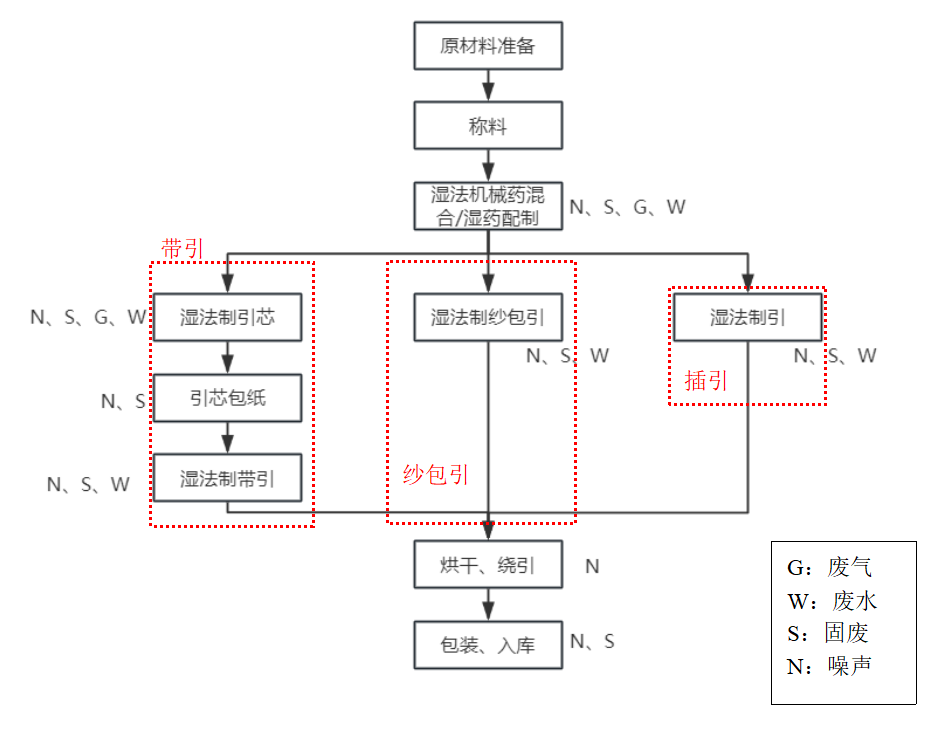 原材料准备
称料
湿法机械药混
合/湿药配制
N、S、G、W
带引
N、S、G、W
湿法制引芯
湿法制纱包引
湿法制引
N、S、W
N、S、W
插引
N、S
引芯包纸
纱包引
N、S、W
湿法制带引
烘干、绕引
N
包装、入库
N、S
G：废气
W：废水
S：固废
N：噪声